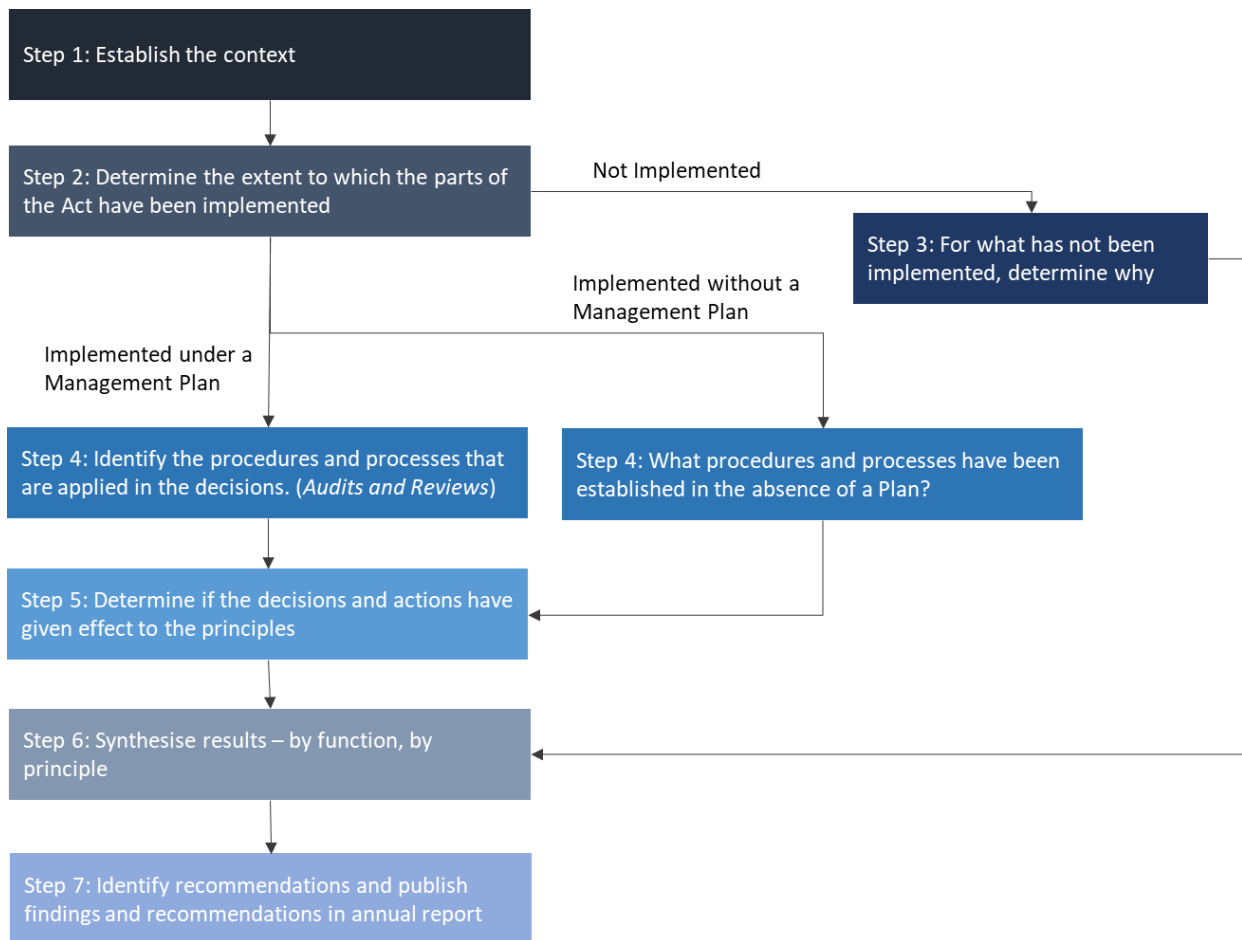 Step 1: Establish the context
Step 2: Determine the extent to which the parts of
the Act have been implemented
Not Implemented
Step 3: For what has not been
implemented, determine why
Implemented without a
Management Plan
Implemented under a
Management Plan
Step 4: Identify the procedures and processes that
are applied in the decisions. (Audits and Reviews)
Step 4: What procedures and processes have been
established in the absence of a Plan?
Step 5: Determine if the decisions and actions have
given effect to the principles
Step 6: Synthesise results – by function, by
principle
Step 7: Identify recommendations and publish
findings and recommendations in annual report